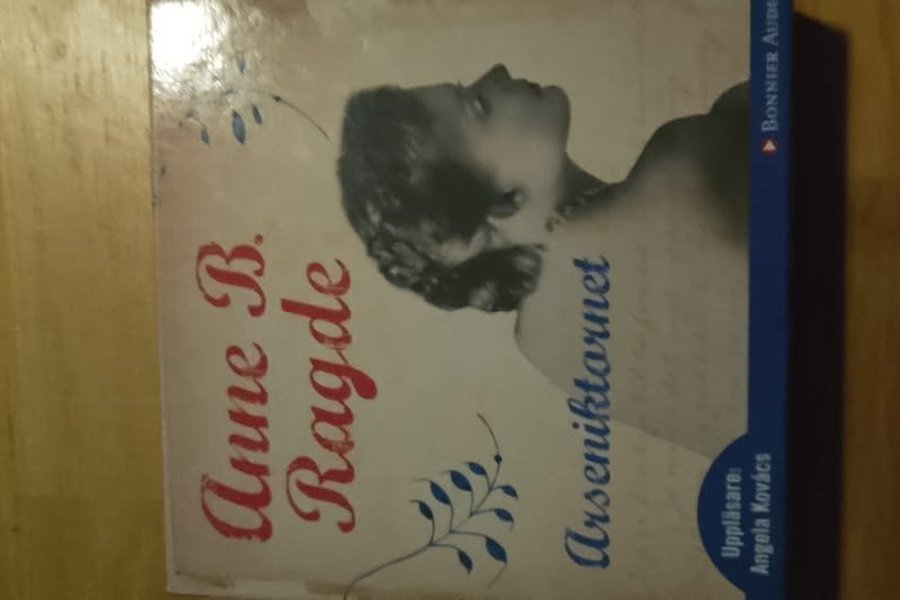 Anne B.
Ragde
Arseniktornet
Uppläsare:
Angela Kovács
BONNIER AUDIO